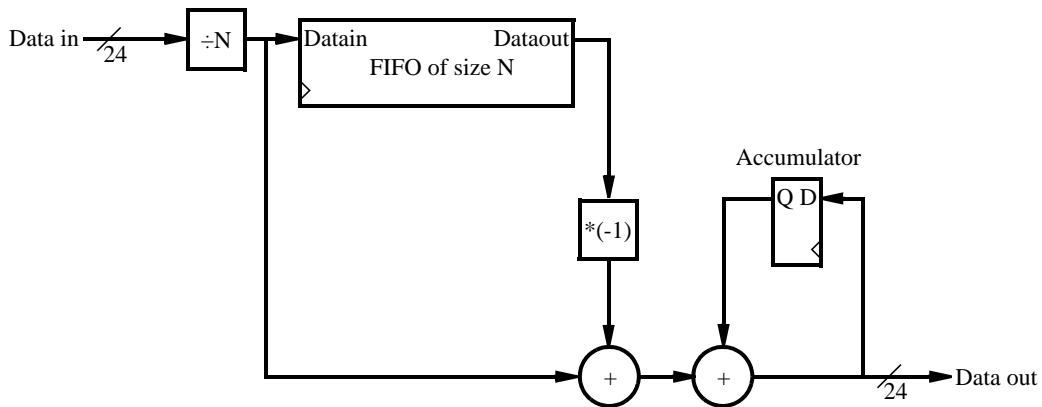 Data in
24
÷N
Datain
Dataout
FIFO of size N
Accumulator
Q D
*(-1)
+
+
24
Data out